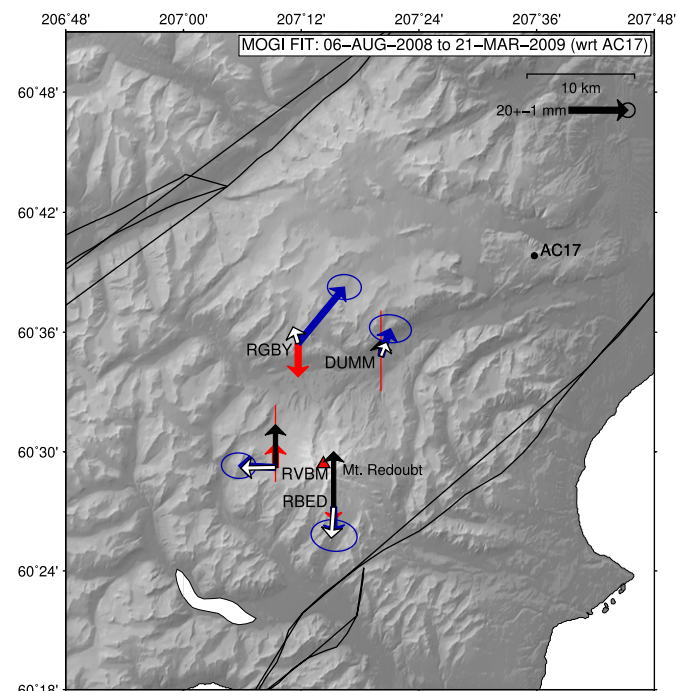 206°48' 207°00' 207°12' 207°24' 207°36' 207°48'
MOGI FIT: 06−AUG−2008 to 21−MAR−2009 (wrt AC17)
60°48'
10 km
20+−1 mm
60°42'
AC17
60°36'
RGBY
DUMM
60°30'
RVBM
Mt. Redoubt
RBED
60°24'
60°18'